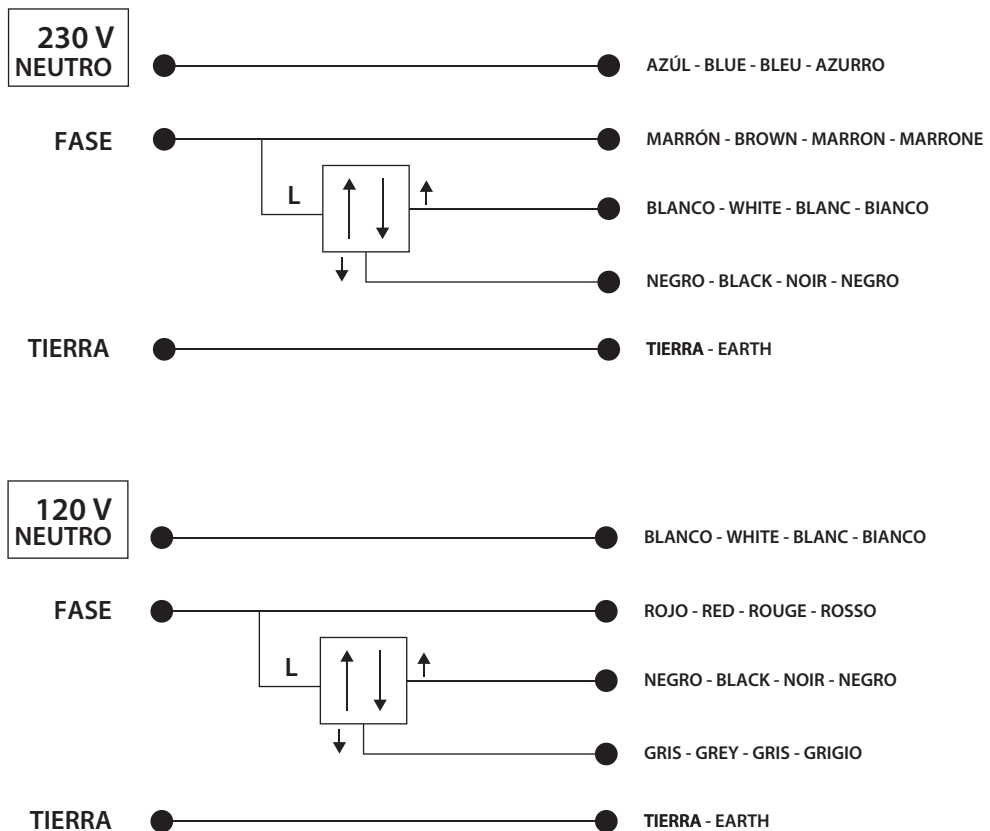 230 V
NEUTRO
AZÚL - BLUE - BLEU - AZURRO
FASE
MARRÓN - BROWN - MARRON - MARRONE
L
BLANCO - WHITE - BLANC - BIANCO
NEGRO - BLACK - NOIR - NEGRO
TIERRA
TIERRA - EARTH
120 V
NEUTRO
BLANCO - WHITE - BLANC - BIANCO
FASE
ROJO - RED - ROUGE - ROSSO
L
NEGRO - BLACK - NOIR - NEGRO
GRIS - GREY - GRIS - GRIGIO
TIERRA
TIERRA - EARTH